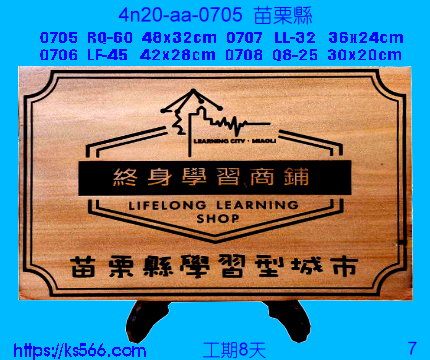 4n20-aa-0705 苗栗縣
0705 RQ-60 48x32cm 0707 LL-32 36x24cm
0706 LF-45 42x28cm 0708 Q8-25 30x20cm
LEARNING CITY · MIAOLI
終身學習商鋪
LIFELONG LEARNING
SHOP
苗栗縣學習型城市
https://ks566.com 工期8天 7